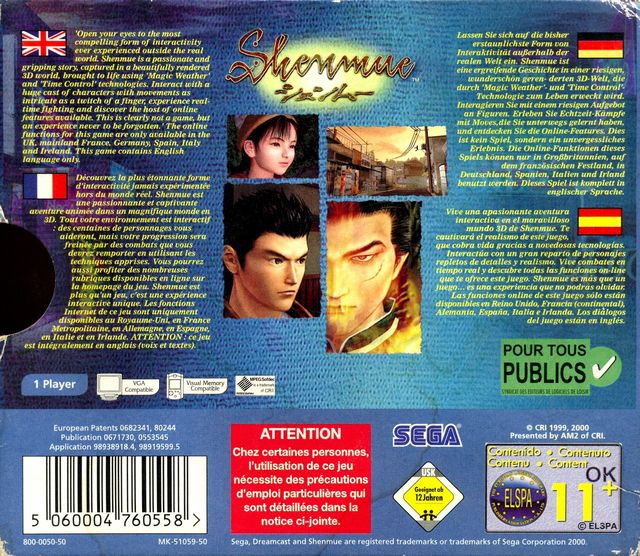 'Open your eyes to the most
compelling form of interactivity
ever experienced outside the real
world. Shenmue is a passionate and
gripping story, captured in a beautifully rendered
3D world, brought to life using 'Magic Weather'
and 'Time Control' technologies. Interact with a
huge cast of characters with movements as
intricate as a twitch of a finger, experience real-
time fighting and discover the host of online
features available. This is clearly not a game, but
an experience never to be forgotten.' The online
functions for this game are only available in the
UK, mainland France, Germany, Spain, Italy
and Ireland. This game contains English
language only.
Découvrez la plus étonnante forme
d'interactivité jamais expérimentée
hors du monde réel. Shenmue est
une passionante et captivante
aventure animée dans un magnifique monde en
3D. Tout votre environnement est interactif
: des centaines de personnages vous
aideront, mais votre progression sera
freinée par des combats que vous
devrez remporter en utilisant les
techniques apprises. Vous pourrez
aussi profiter des nombreuses
rubriques disponibles en ligne sur
la homepage du jeu. Shenmue est
plus qu'un jeu, c'est une expérience
interactive unique. Les fonctions
Internet de ce jeu sont uniquement
disponibles au Royaume-Uni, en France
Metropolitaine, en Allemagne, en Espagne,
en Italie et en Irlande. ATTENTION : ce jeu
est intégralement en anglais (voix et textes).
Shenmue
™
シェンムー
Lassen Sie sich auf die bisher
erstaunlichste Form von
Interaktivität außerhalb der
realen Welt ein. Shenmue ist
eine ergreifende Geschichte in einer riesigen,
wunderschön geren- derten 3D-Welt, die
durch 'Magic Weather'- und 'Time Control'-
Technologie zum Leben erweckt wird.
Interagieren Sie mit einem riesigen Aufgebot
an Figuren. Erleben Sie Echtzeit-Kämpfe
mit Moves,die Sie unterwegs gelernt haben,
und entdecken Sie die Online-Features. Dies
ist kein Spiel, sondern ein unvergessliches
Erlebnis. Die Online-Funktionen dieses
Spiels können nur in Großbritannien, auf
dem französischen Festland, in
Deutschland, Spanien, Italien und Irland
benutzt werden. Dieses Spiel ist komplett in
englischer Sprache.
Vive una apasionante aventura
interactiva en el maravilloso
mundo 3D de Shenmue. Te
cautivará el realismo de este juego,
que cobra vida gracias a novedosas tecnologías.
Interactúa con un gran reparto de personajes
repletos de detalles y realismo. Vive combates en
tiempo real y descubre todas las funciones on-line
que te ofrece este juego. Shenmue es más que un
juego... es una experiencia que no podrás olvidar
Las funciones online de este juego sólo están
disponibles en Reino Unido, Francia (continental),
Alemania, España, Italia e Irlanda. Los diálogos
del juego están en inglés.
POUR TOUS
PUBLICS
SYNDICAT DES EDITEURS DE LOGICIELS DE LOISIR
1 Player
VGA
Compatible
Visual Memory
Compatible
MPEG Sofdec
is a trademark
of CRI.
European Patents 0682341, 80244
Publication 0671730, 0553545
Application 98938918.4, 98919599.5
5 060004 760558
800-0050-50
MK-51059-50
ATTENTION
Chez certaines personnes,
l'utilisation de ce jeu
nécessite des précautions
d'emploi particulières qui
sont détaillées dans la
notice ci-jointe.
SEGA
USK
Geeignet ab
12 Jahren
© CRI 1999, 2000
Presented by AM2 of CRI.
Contenido · Contenuto
Contenu · Content
ELSPA
OK
11+
© ELSPA
Sega, Dreamcast and Shenmue are registered trademarks or trademarks of Sega Corporation 2000.